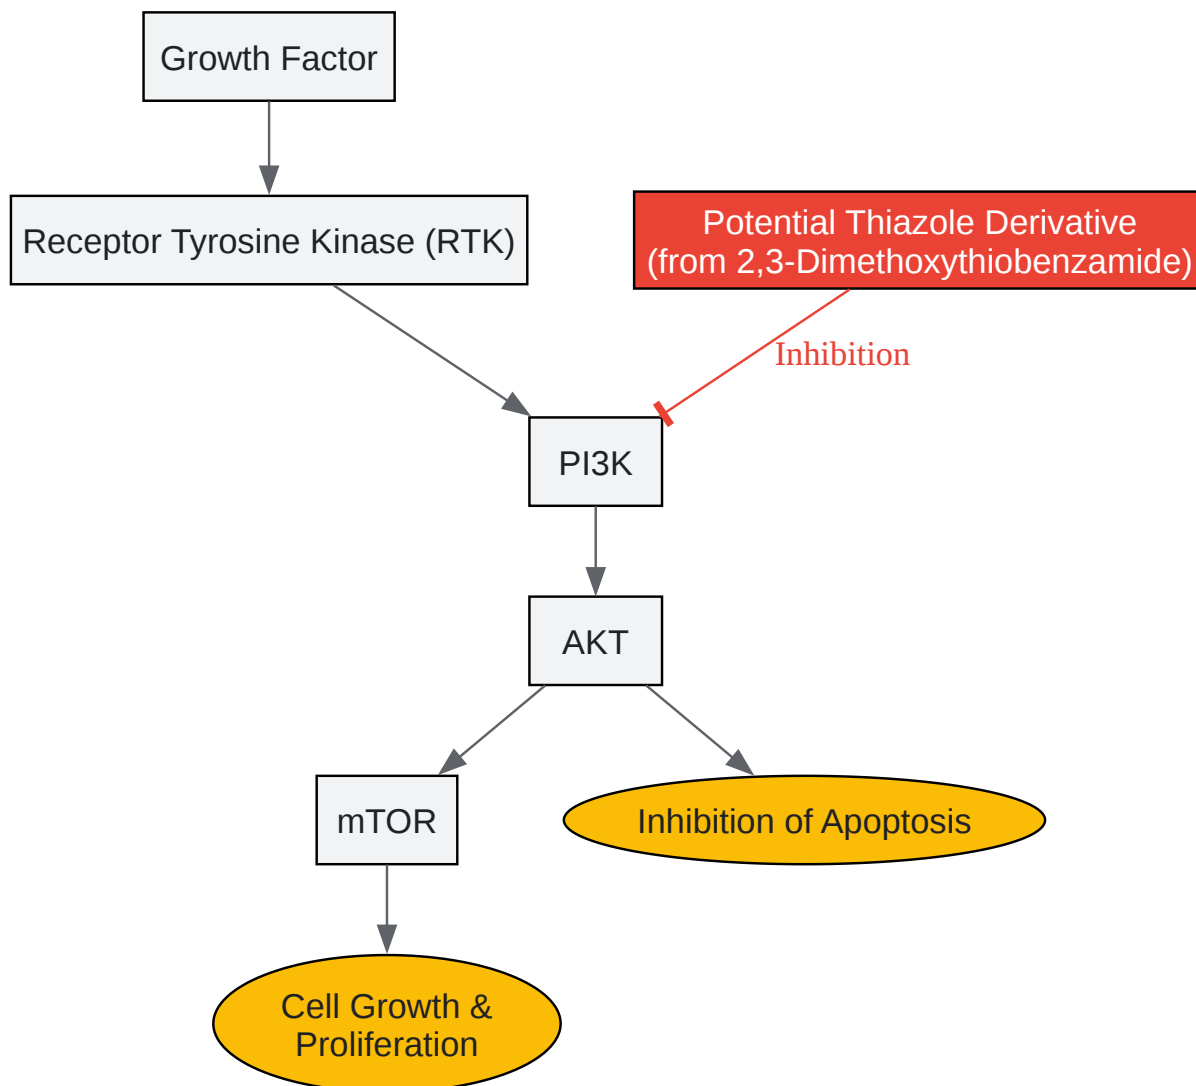 Growth Factor
Receptor Tyrosine Kinase (RTK)
Potential Thiazole Derivative
(from 2,3-Dimethoxythiobenzamide)
Inhibition
PI3K
AKT
mTOR
Inhibition of Apoptosis
Cell Growth &
Proliferation